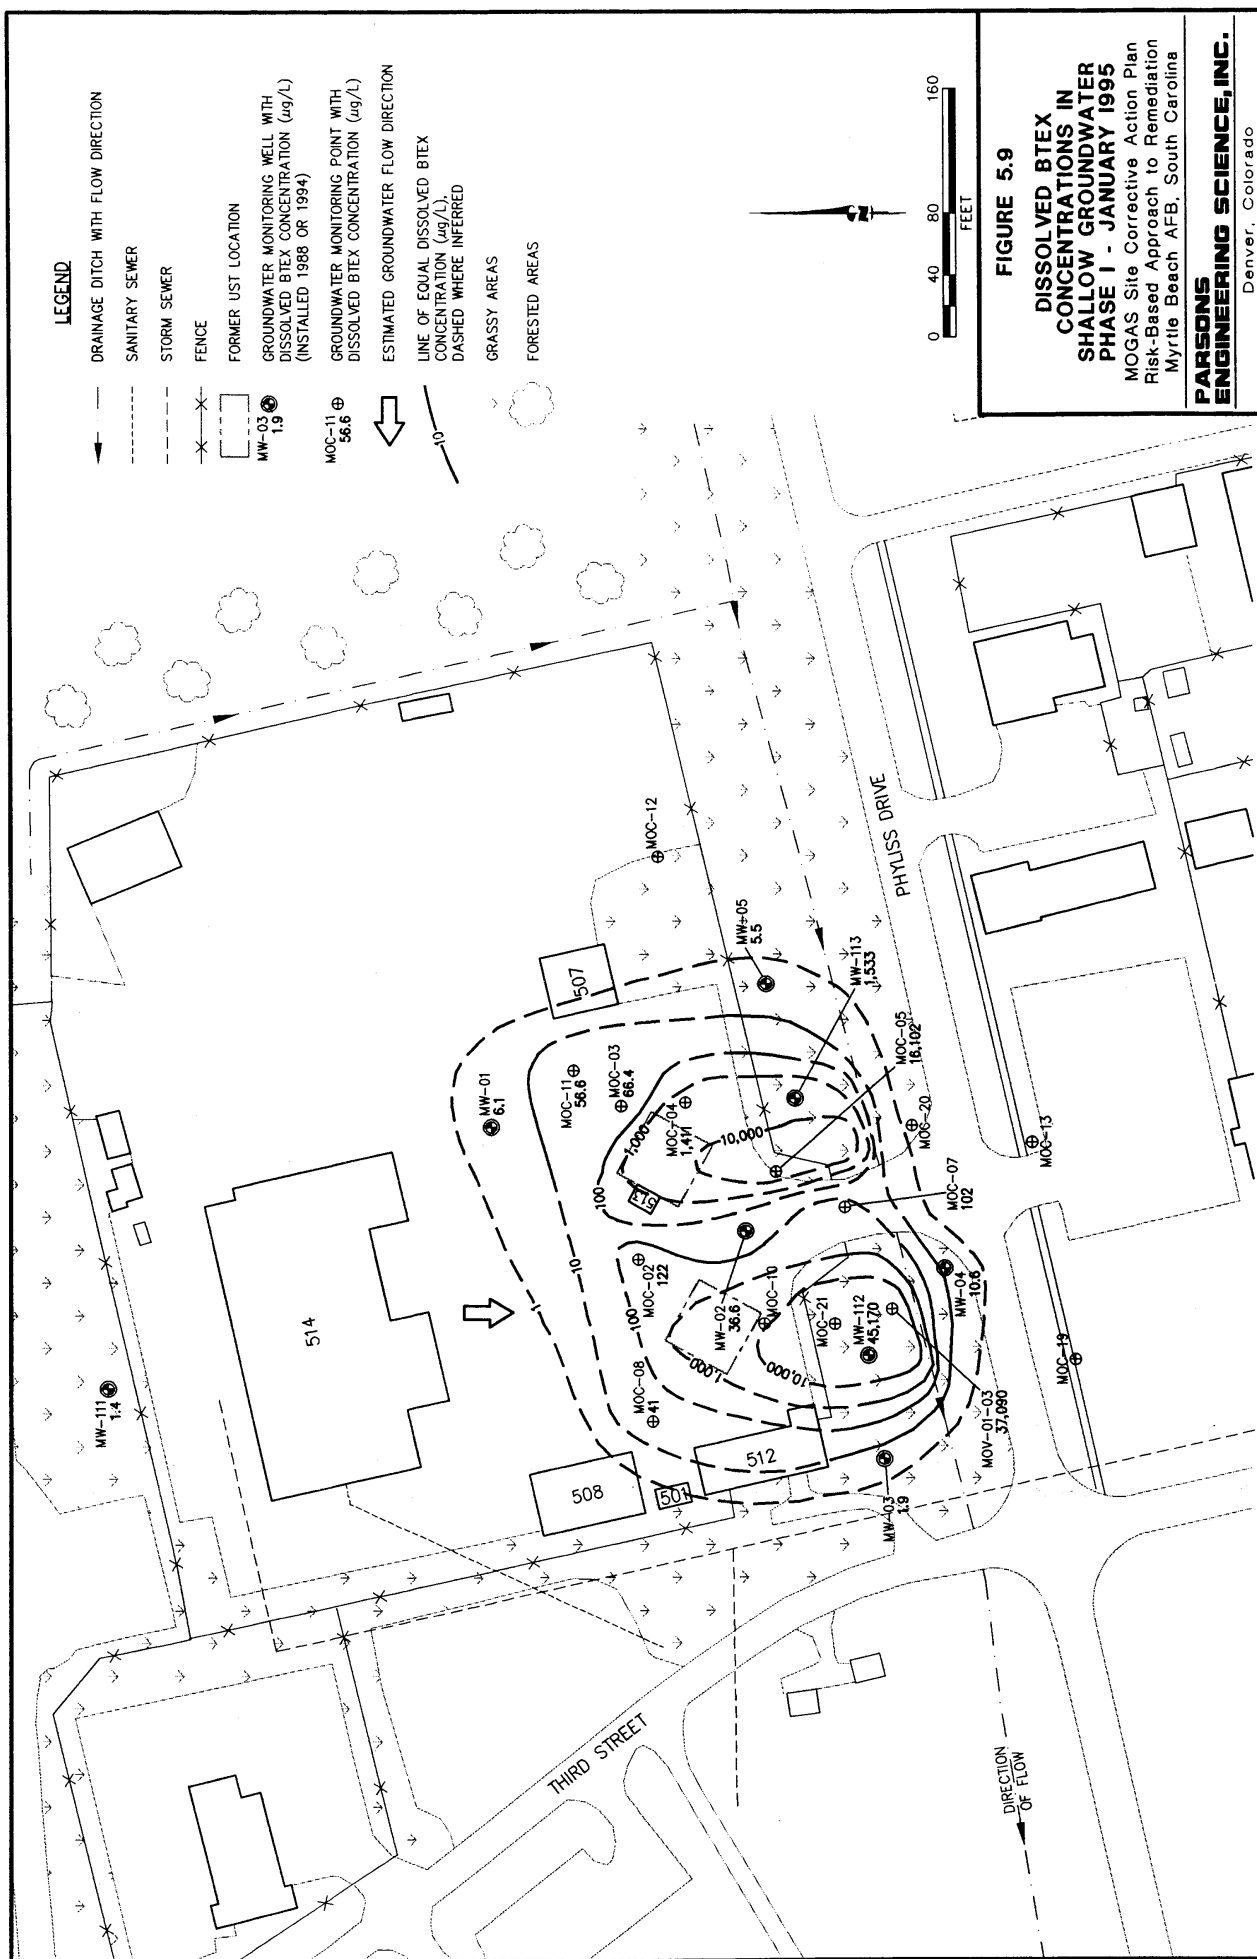 LEGEND
DRAINAGE DITCH WITH FLOW DIRECTION
SANITARY SEWER
STORM SEWER
FENCE
FORMER UST LOCATION
MW-03
1.9
GROUNDWATER MONITORING WELL WITH
DISSOLVED BTEX CONCENTRATION (ug/L)
(INSTALLED 1988 OR 1994)
MOC-11
56.6
GROUNDWATER MONITORING POINT WITH
DISSOLVED BTEX CONCENTRATION (ug/L)
ESTIMATED GROUNDWATER FLOW DIRECTION
10
LINE OF EQUAL DISSOLVED BTEX
CONCENTRATION (ug/L),
DASHED WHERE INFERRED
GRASSY AREAS
FORESTED AREAS
MW-111
1.4
514
508
501
512
507
513
MW-01
6.1
MOC-11
56.6
MOC-03
66.4
MOC-04
1,411
MOC-12
MW-05
5.5
MW-113
1,533
MOC-05
16,102
MOC-20
MOC-13
MOC-07
102
MW-04
10.6
MOC-19
MOV-01-03
37,090
MW-03
1.9
MW-112
45,170
MOC-21
MOC-10
MW-02
36.6
MOC-02
122
MOC-08
41
1
10
100
100
1,000
1,000
10,000
10,000
PHYLISS DRIVE
THIRD STREET
DIRECTION
OF FLOW
N
0 40 80 160
FEET
FIGURE 5.9
DISSOLVED BTEX
CONCENTRATIONS IN
SHALLOW GROUNDWATER
PHASE I - JANUARY 1995
MOGAS Site Corrective Action Plan
Risk-Based Approach to Remediation
Myrtle Beach AFB, South Carolina
PARSONS
ENGINEERING SCIENCE, INC.
Denver, Colorado